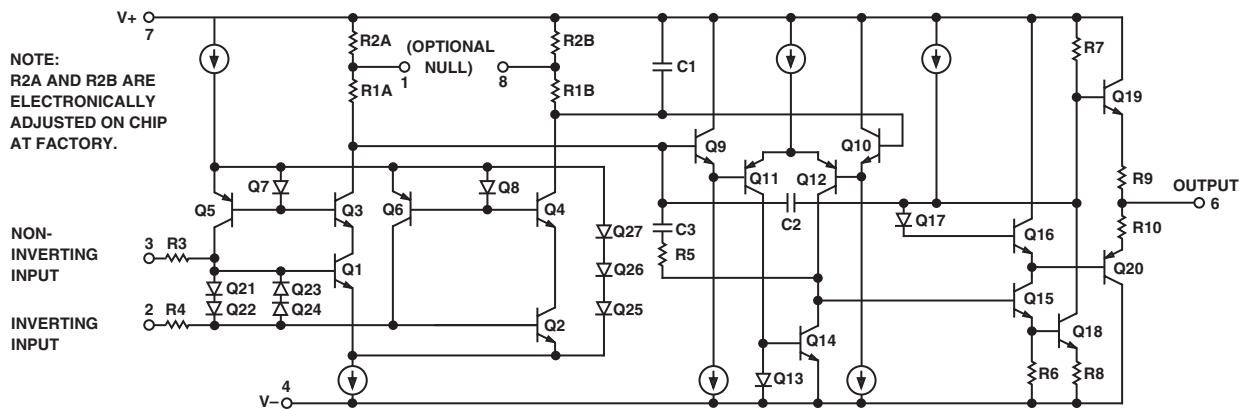 V+
7
NOTE:
R2A AND R2B ARE
ELECTRONICALLY
ADJUSTED ON CHIP
AT FACTORY.
R2A
(OPTIONAL
NULL)
R2B
1
8
R1A
R1B
C1
R7
Q19
Q9
Q10
Q11
Q12
Q7
Q8
Q5
Q3
Q6
Q4
R9
OUTPUT
6
R10
C2
C3
R5
Q17
Q16
Q27
Q26
Q25
NON-
INVERTING
INPUT
3
R3
Q1
Q21
Q22
Q23
Q24
Q20
Q15
Q18
INVERTING
INPUT
2
R4
Q2
Q14
Q13
R6
R8
V–
4